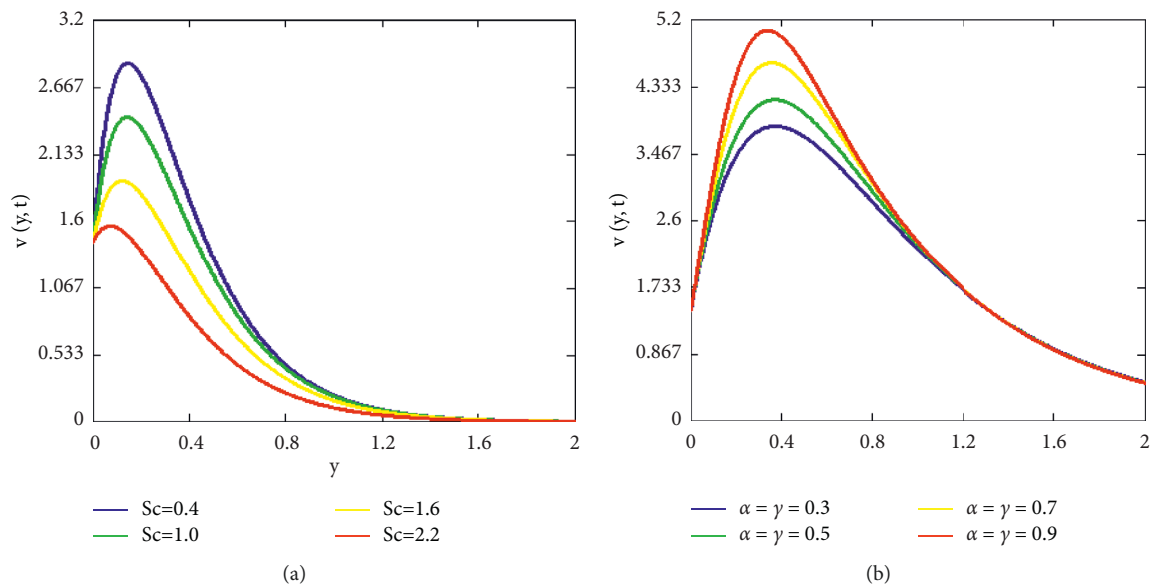 3.2
2.667
2.133
1.6
1.067
0.533
0
v (y, t)
0 0.4 0.8 1.2 1.6 2
y
Sc=0.4 Sc=1.6
Sc=1.0 Sc=2.2
(a)
5.2
4.333
3.467
2.6
1.733
0.867
0
v (y, t)
0 0.4 0.8 1.2 1.6 2
α = γ = 0.3 α = γ = 0.7
α = γ = 0.5 α = γ = 0.9
(b)